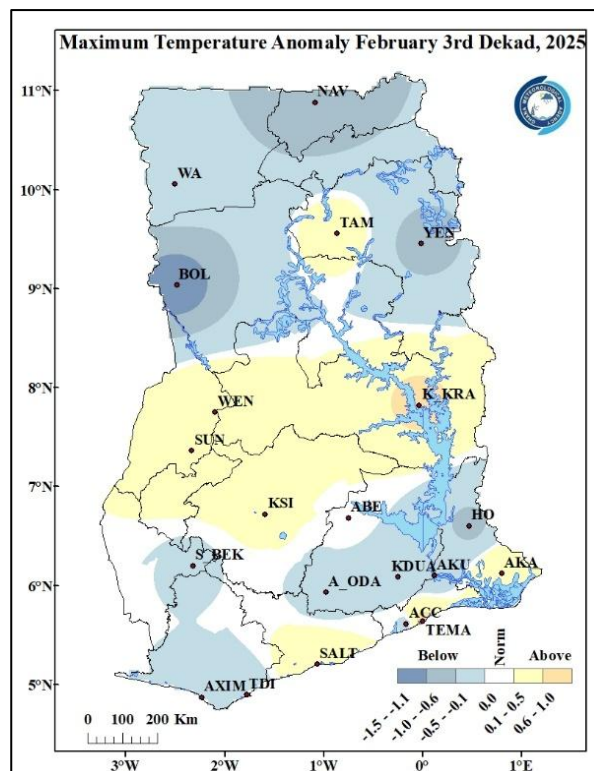 Maximum Temperature Anomaly February 3rd Dekad, 2025
11°N
NAV
GHANA METEOROLOGICAL AGENCY
10°N
WA
TAM
YEN
9°N
BOL
8°N
WEN
K_KRA
SUN
7°N
KSI
ABE
HO
S_BEK
6°N
KDUA
AKU
AKA
A_ODA
ACC
TEMA
SALT
Below
Norm
Above
5°N
AXIM
TDI
-1.5 - -1.1
-1.0 - -0.6
-0.5 - -0.1
0.0
0.1 - 0.5
0.6 - 1.0
0 100 200 Km
3°W 2°W 1°W 0° 1°E